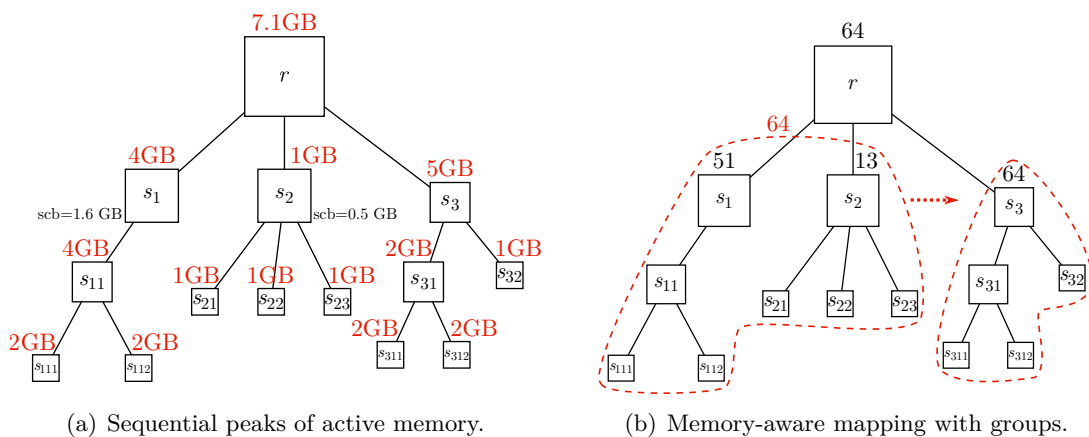 7.1GB
r
4GB
1GB
5GB
s1
s2
s3
scb=1.6 GB
scb=0.5 GB
4GB
2GB
1GB
s11
1GB
1GB
1GB
s31
s32
s21
s22
s23
2GB
2GB
2GB
2GB
s111
s112
s311
s312
(a) Sequential peaks of active memory.
64
r
64
51
13
64
s1
s2
s3
s11
s31
s32
s21
s22
s23
s111
s112
s311
s312
(b) Memory-aware mapping with groups.